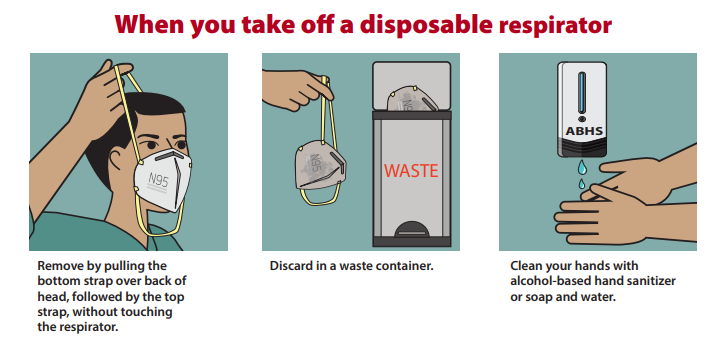 When you take off a disposable respirator
N95
N95
N95
WASTE
ABHS
Remove by pulling the
bottom strap over back of
head, followed by the top
strap, without touching
the respirator.
Discard in a waste container.
Clean your hands with
alcohol-based hand sanitizer
or soap and water.